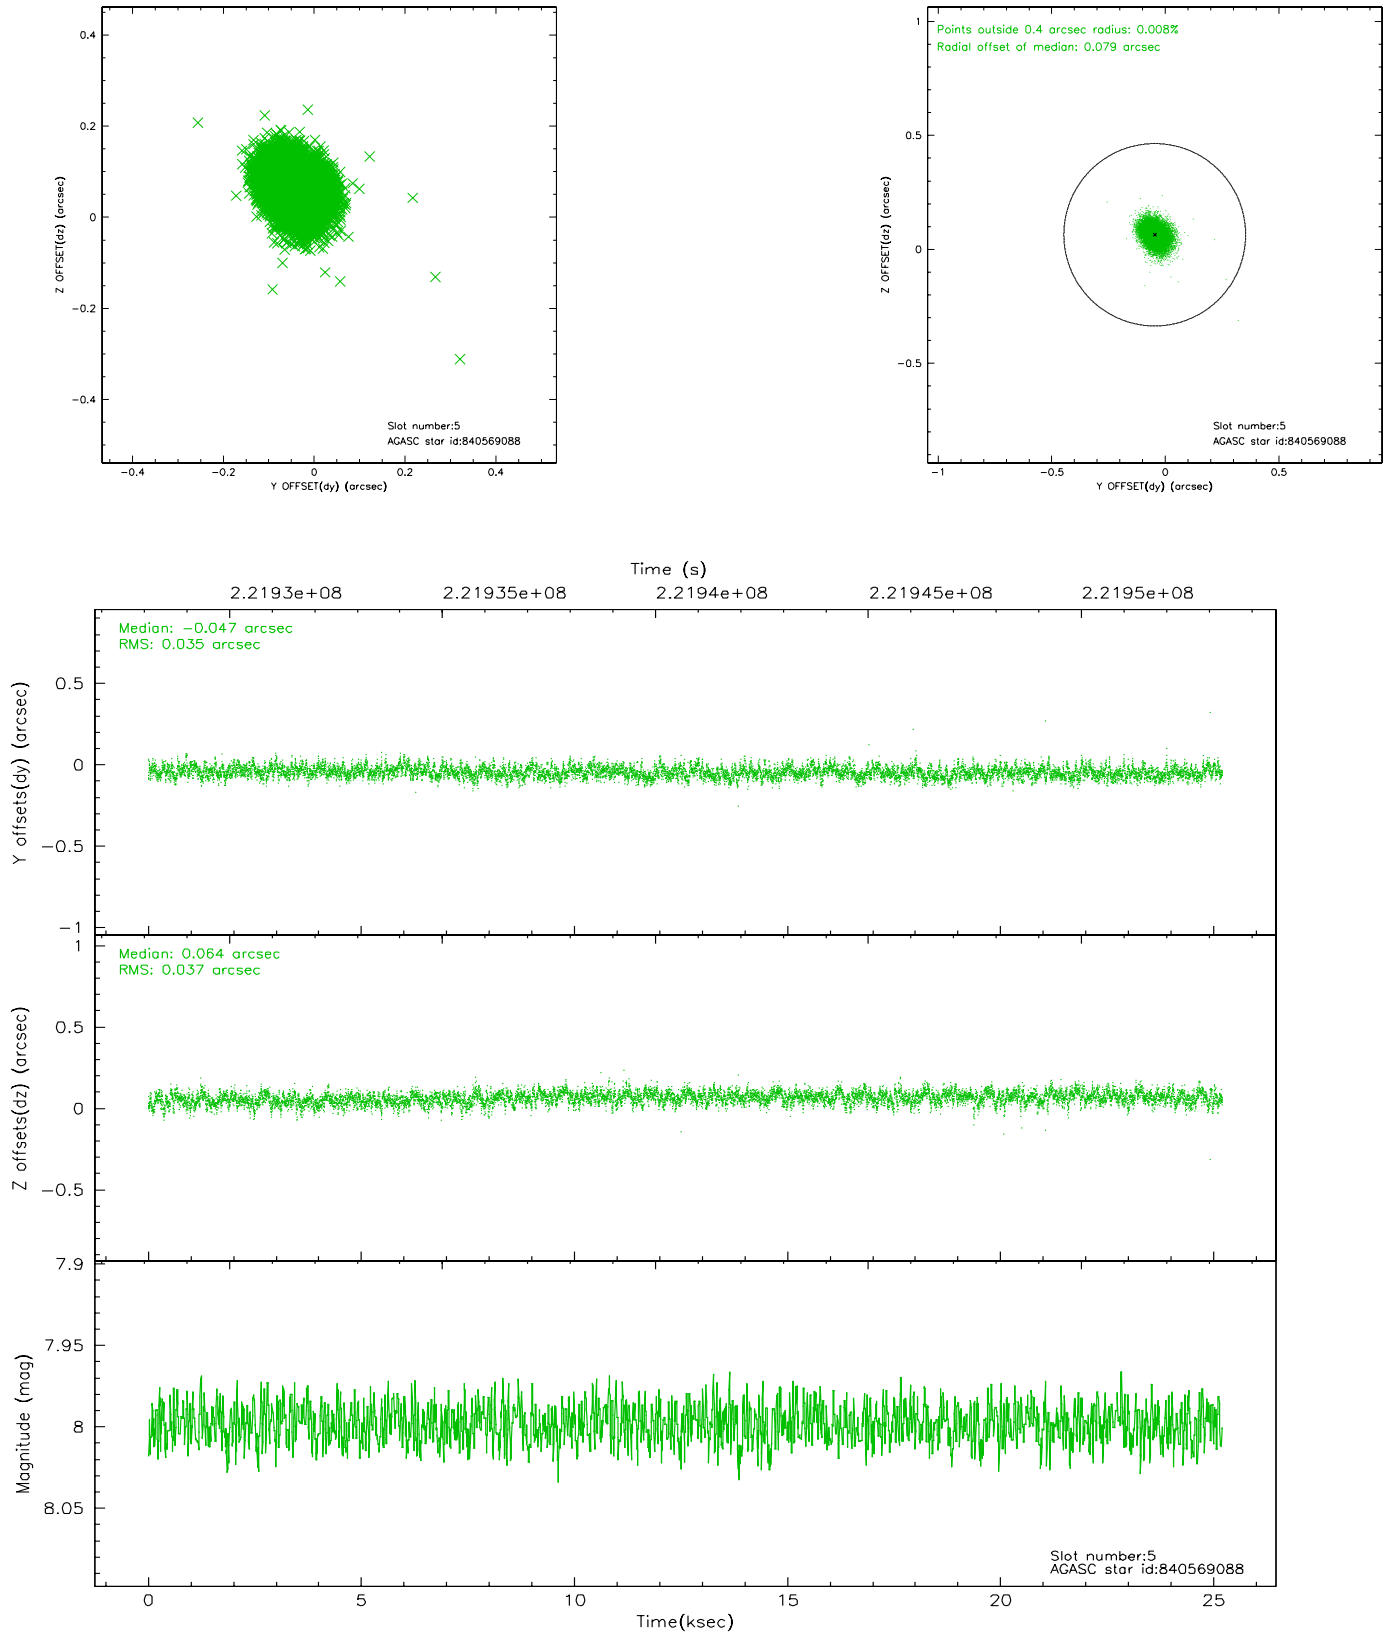 0.4
0.2
0
−0.2
−0.4
Z OFFSET(dz) (arcsec)
Slot number:5
AGASC star id:840569088
−0.4 −0.2 0 0.2 0.4
Y OFFSET(dy) (arcsec)
Points outside 0.4 arcsec radius: 0.008%
Radial offset of median: 0.079 arcsec
1
0.5
0
−0.5
Z OFFSET(dz) (arcsec)
Slot number:5
AGASC star id:840569088
−1 −0.5 0 0.5
Y OFFSET(dy) (arcsec)
Time (s)
2.2193e+08 2.21935e+08 2.2194e+08 2.21945e+08 2.2195e+08
Median: −0.047 arcsec
RMS: 0.035 arcsec
0.5
0
−0.5
−1
Y offsets(dy) (arcsec)
Median: 0.064 arcsec
RMS: 0.037 arcsec
1
0.5
0
−0.5
Z offsets(dz) (arcsec)
7.9
7.95
8
8.05
Magnitude (mag)
Slot number:5
AGASC star id:840569088
0 5 10 15 20 25
Time(ksec)